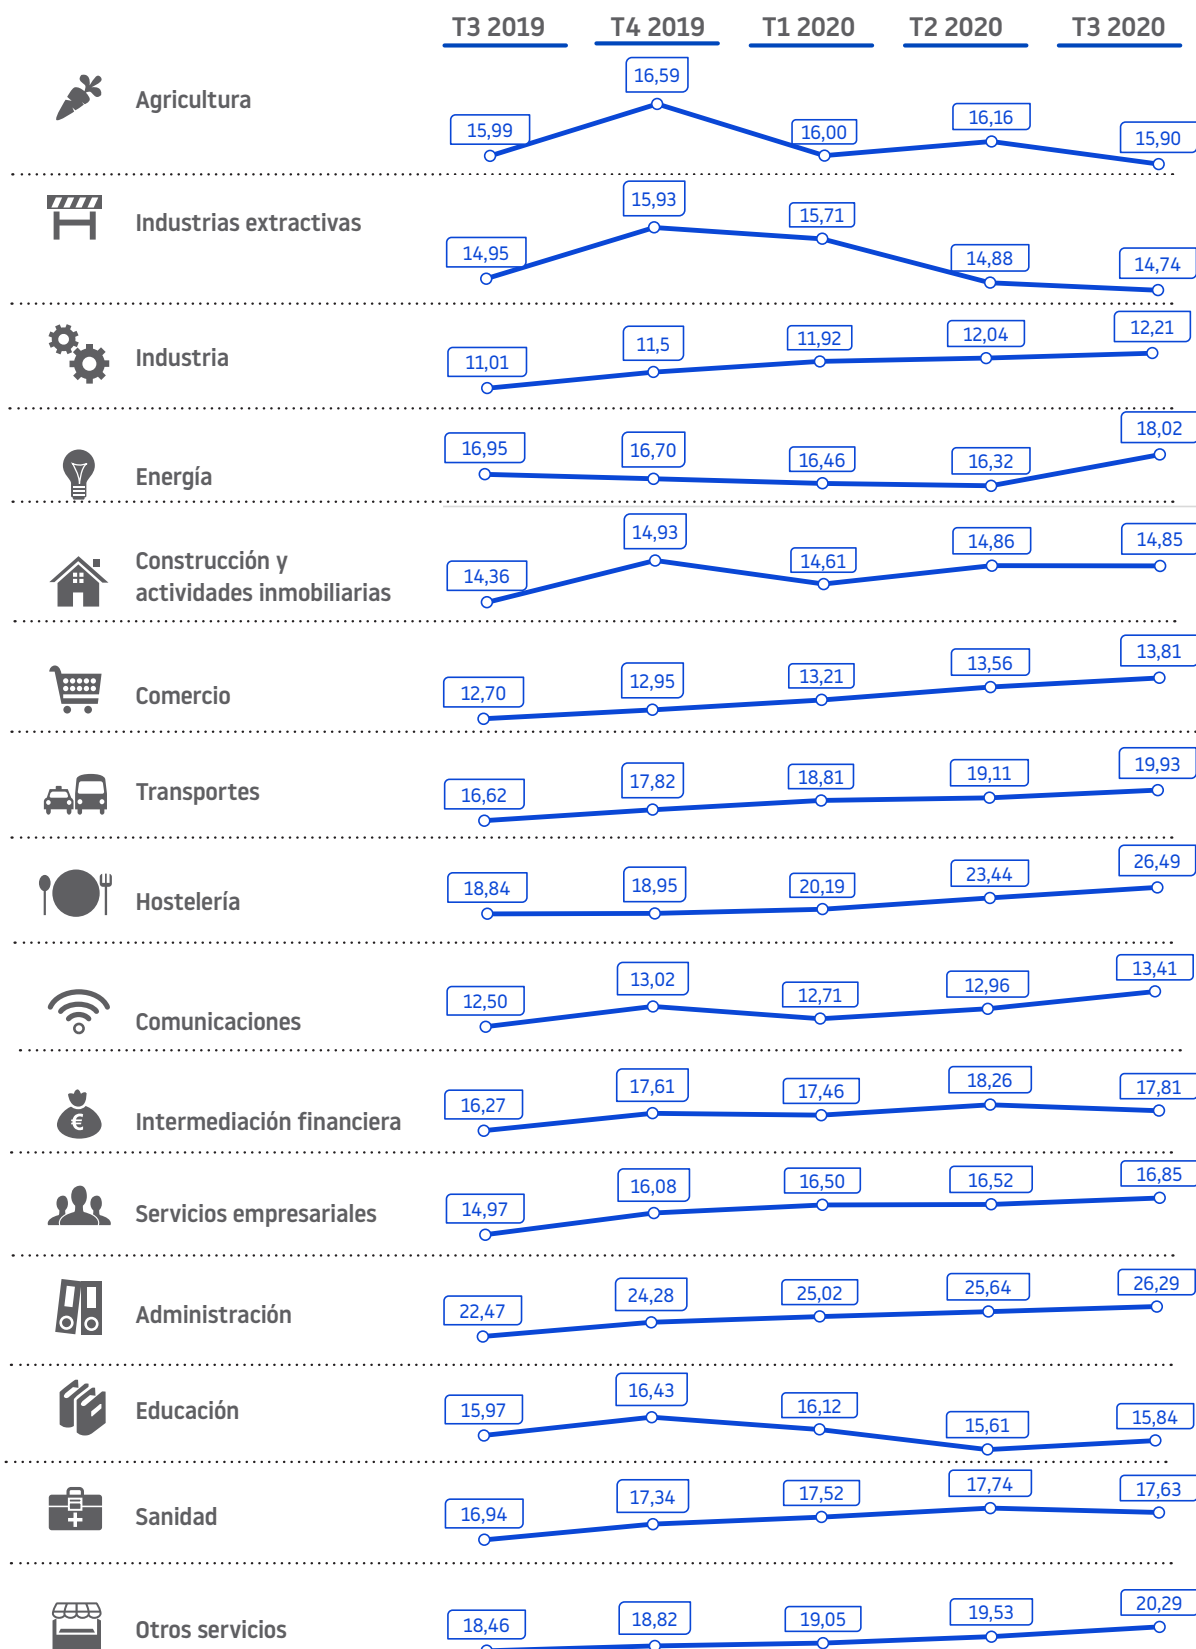 T3 2019 T4 2019 T1 2020 T2 2020 T3 2020
Agricultura 15,99 16,59 16,00 16,16 15,90
Industrias extractivas 14,95 15,93 15,71 14,88 14,74
Industria 11,01 11,5 11,92 12,04 12,21
Energía 16,95 16,70 16,46 16,32 18,02
Construcción y
actividades inmobiliarias 14,36 14,93 14,61 14,86 14,85
Comercio 12,70 12,95 13,21 13,56 13,81
Transportes 16,62 17,82 18,81 19,11 19,93
Hostelería 18,84 18,95 20,19 23,44 26,49
Comunicaciones 12,50 13,02 12,71 12,96 13,41
€ Intermediación financiera 16,27 17,61 17,46 18,26 17,81
Servicios empresariales 14,97 16,08 16,50 16,52 16,85
Administración 22,47 24,28 25,02 25,64 26,29
Educación 15,97 16,43 16,12 15,61 15,84
Sanidad 16,94 17,34 17,52 17,74 17,63
Otros servicios 18,46 18,82 19,05 19,53 20,29